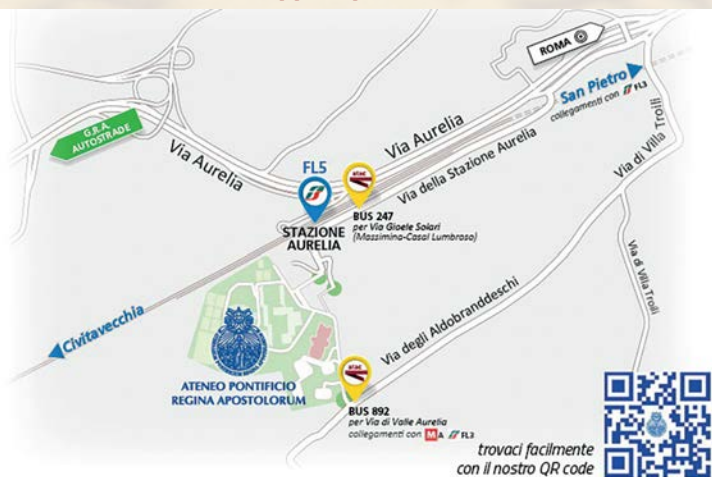 ROMA
San Pietro
collegamenti con FL3
G.R.A.
AUTOSTRADE
Via Aurelia
Via Aurelia
Via della Stazione Aurelia
Via di Villa Troili
Via di Villa Troili
FL5
STAZIONE
AURELIA
atac
BUS 247
per Via Gioele Solari
(Massimina-Casal Lumbroso)
Civitavecchia
Via degli Aldobranddeschi
ATENEO PONTIFICIO
REGINA APOSTOLORUM
atac
BUS 892
per Via di Valle Aurelia
collegamenti con M A FL3
trovaci facilmente
con il nostro QR code